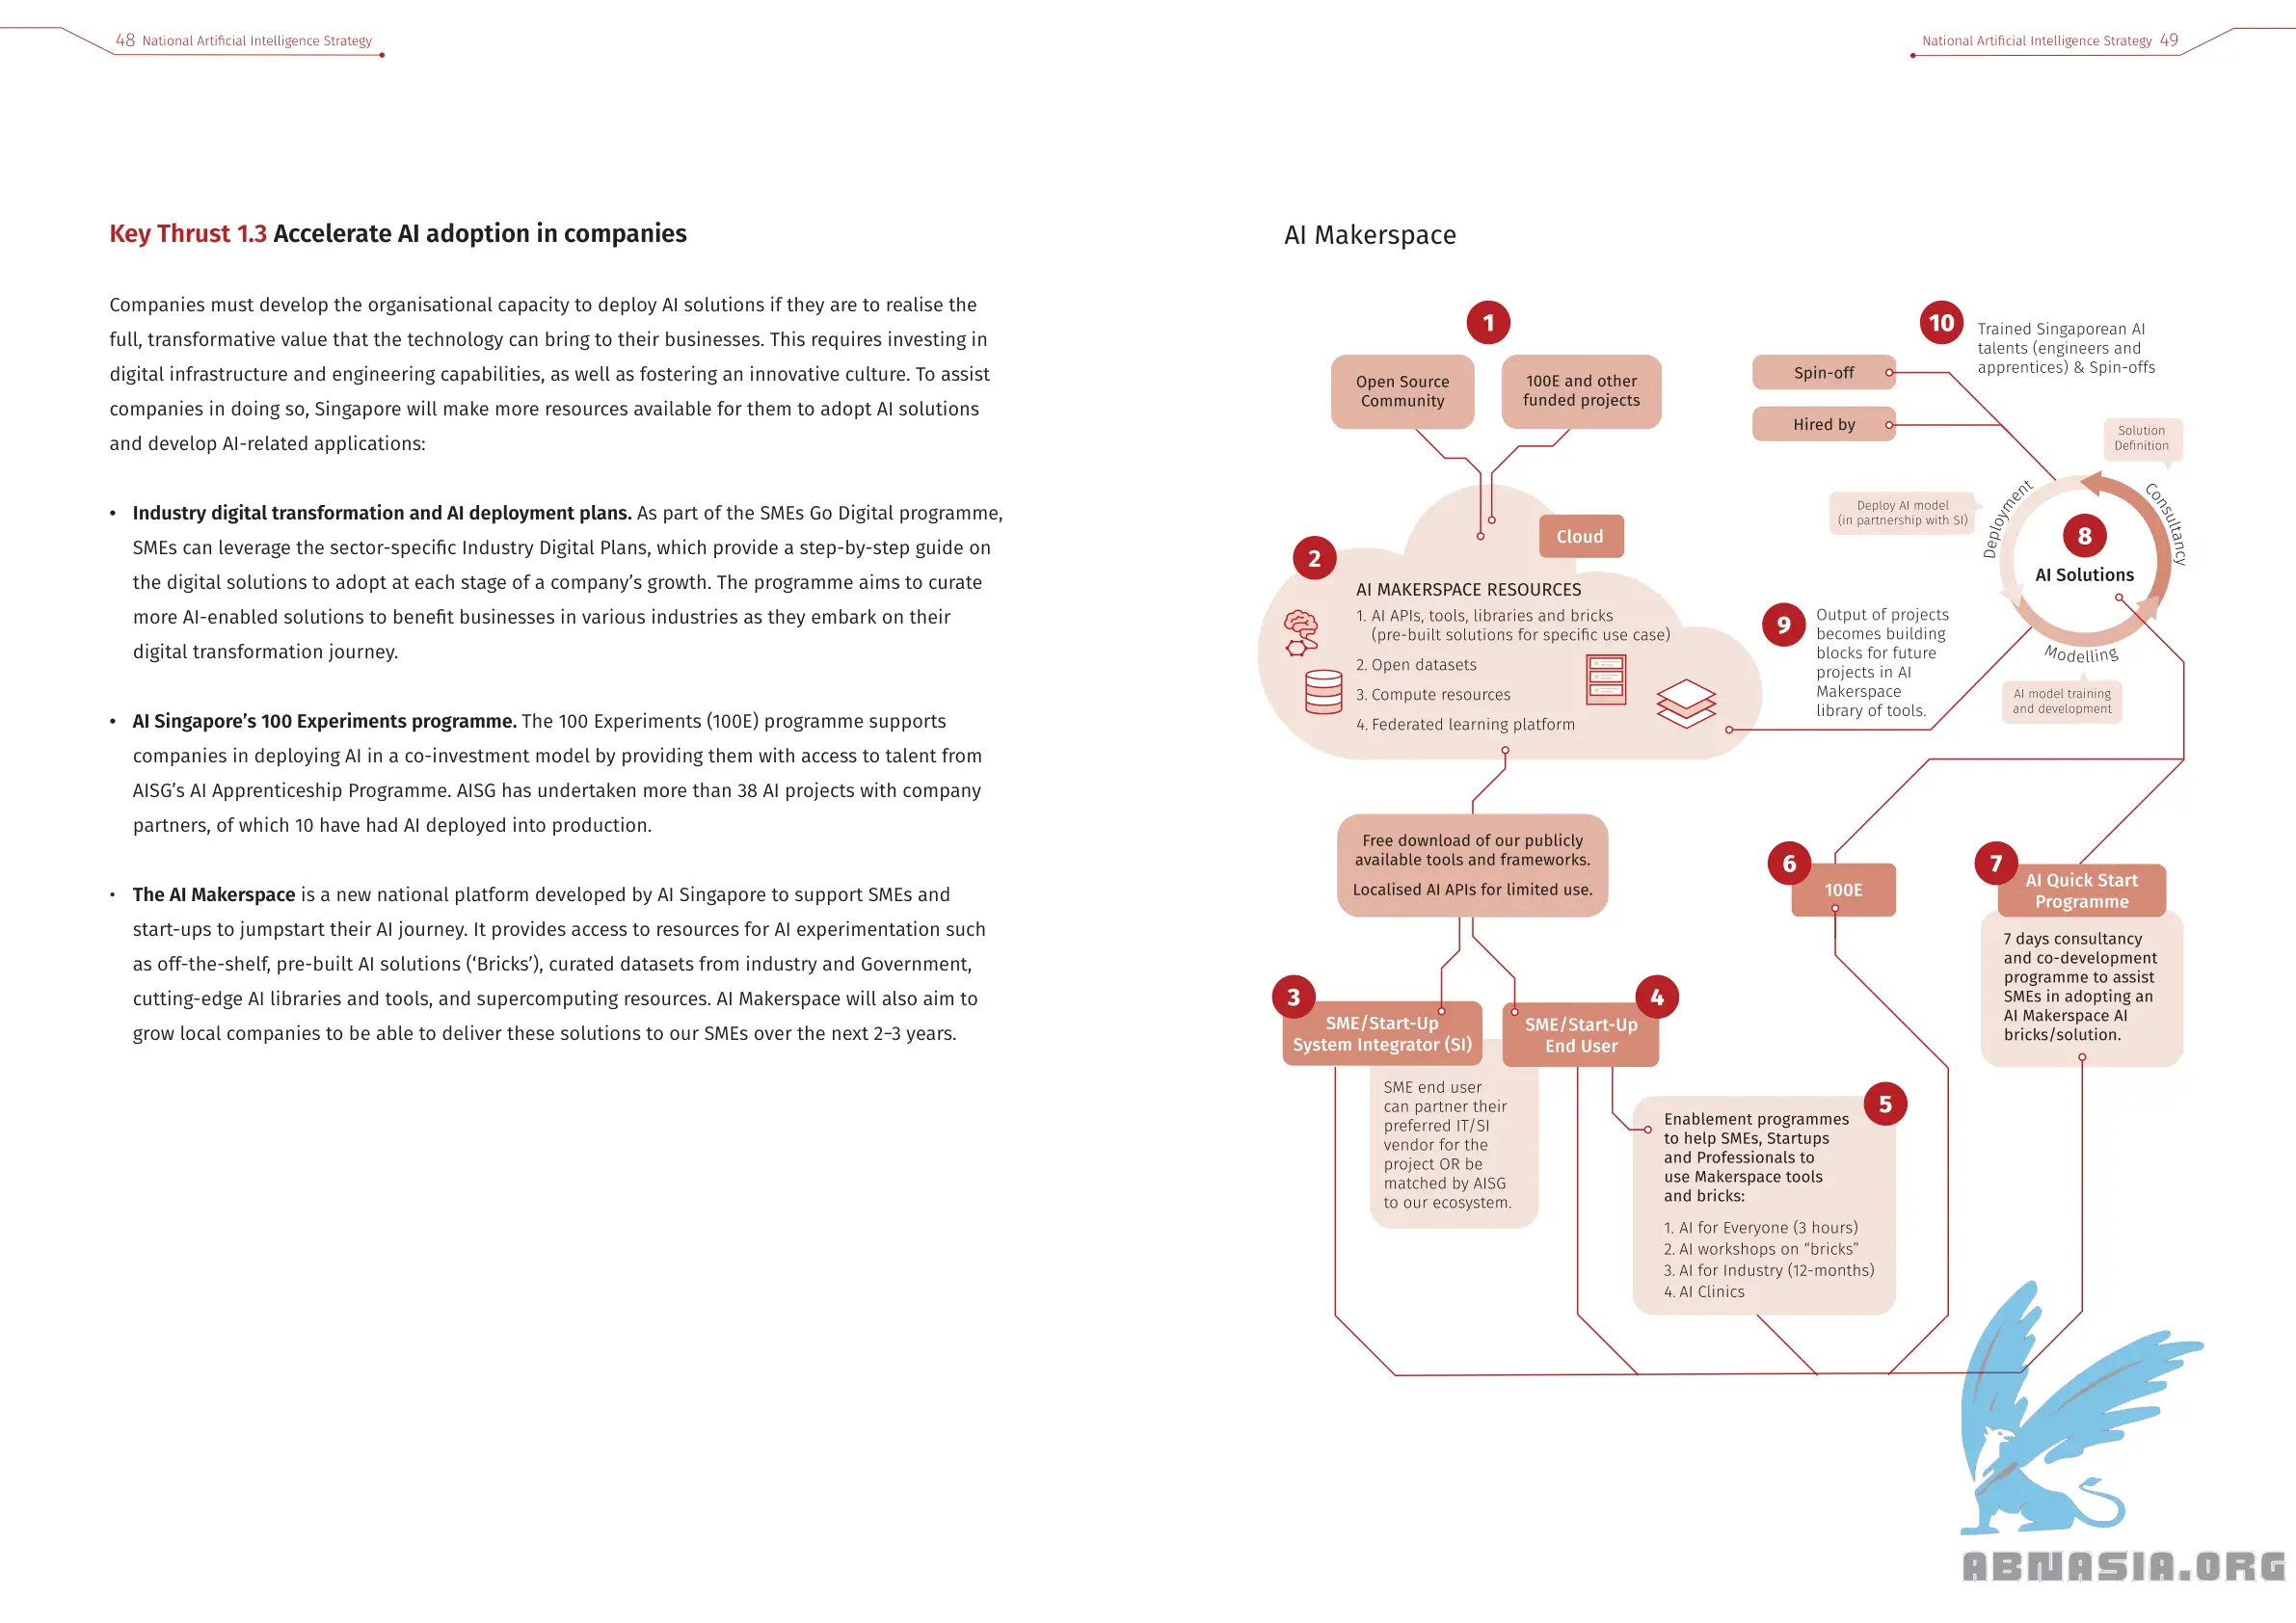 48 National Artificial Intelligence Strategy
Key Thrust 1.3 Accelerate AI adoption in companies
Companies must develop the organisational capacity to deploy AI solutions if they are to realise the
full, transformative value that the technology can bring to their businesses. This requires investing in
digital infrastructure and engineering capabilities, as well as fostering an innovative culture. To assist
companies in doing so, Singapore will make more resources available for them to adopt AI solutions
and develop AI-related applications:
• Industry digital transformation and AI deployment plans. As part of the SMEs Go Digital programme,
SMEs can leverage the sector-specific Industry Digital Plans, which provide a step-by-step guide on
the digital solutions to adopt at each stage of a company’s growth. The programme aims to curate
more AI-enabled solutions to benefit businesses in various industries as they embark on their
digital transformation journey.
• AI Singapore’s 100 Experiments programme. The 100 Experiments (100E) programme supports
companies in deploying AI in a co-investment model by providing them with access to talent from
AISG’s AI Apprenticeship Programme. AISG has undertaken more than 38 AI projects with company
partners, of which 10 have had AI deployed into production.
• The AI Makerspace is a new national platform developed by AI Singapore to support SMEs and
start-ups to jumpstart their AI journey. It provides access to resources for AI experimentation such
as off-the-shelf, pre-built AI solutions (‘Bricks’), curated datasets from industry and Government,
cutting-edge AI libraries and tools, and supercomputing resources. AI Makerspace will also aim to
grow local companies to be able to deliver these solutions to our SMEs over the next 2–3 years.
National Artificial Intelligence Strategy 49
AI Makerspace
1
Open Source
Community
100E and other
funded projects
Cloud
2
AI MAKERSPACE RESOURCES
1. AI APIs, tools, libraries and bricks
(pre-built solutions for specific use case)
2. Open datasets
3. Compute resources
4. Federated learning platform
Free download of our publicly
available tools and frameworks.
Localised AI APIs for limited use.
3
SME/Start-Up
System Integrator (SI)
SME end user
can partner their
preferred IT/SI
vendor for the
project OR be
matched by AISG
to our ecosystem.
4
SME/Start-Up
End User
5
Enablement programmes
to help SMEs, Startups
and Professionals to
use Makerspace tools
and bricks:
1. AI for Everyone (3 hours)
2. AI workshops on “bricks”
3. AI for Industry (12-months)
4. AI Clinics
6
100E
7
AI Quick Start
Programme
7 days consultancy
and co-development
programme to assist
SMEs in adopting an
AI Makerspace AI
bricks/solution.
8
AI Solutions
Consultancy
Solution
Definition
Modelling
AI model training
and development
Deployment
Deploy AI model
(in partnership with SI)
9
Output of projects
becomes building
blocks for future
projects in AI
Makerspace
library of tools.
10
Trained Singaporean AI
talents (engineers and
apprentices) & Spin-offs
Spin-off
Hired by
ABNASIA.ORG